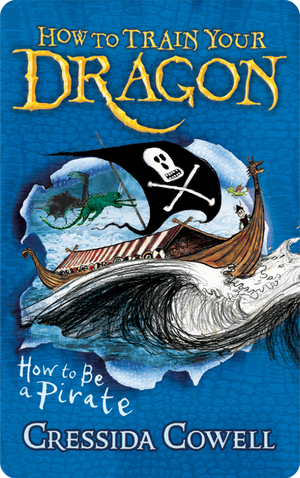 HOW TO TRAIN YOUR
DRAGON
How to Be
a Pirate
CRESSIDA COWELL